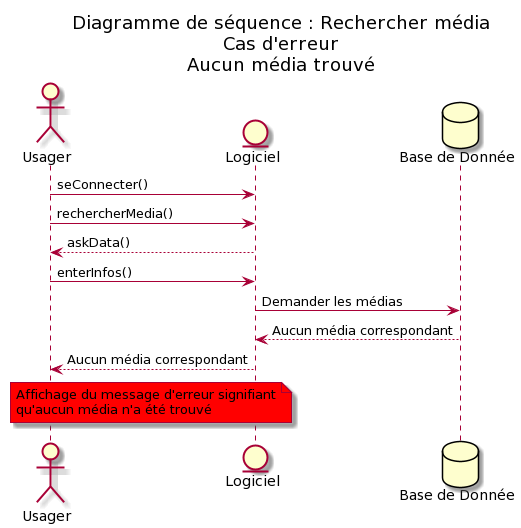 Diagramme de séquence : Rechercher média
Cas d'erreur
Aucun média trouvé
Usager
Logiciel
Base de Donnée
seConnecter()
rechercherMedia()
askData()
enterInfos()
Demander les médias
Aucun média correspondant
Aucun média correspondant
Affichage du message d'erreur signifiant
qu'aucun média n'a été trouvé
Usager
Logiciel
Base de Donnée